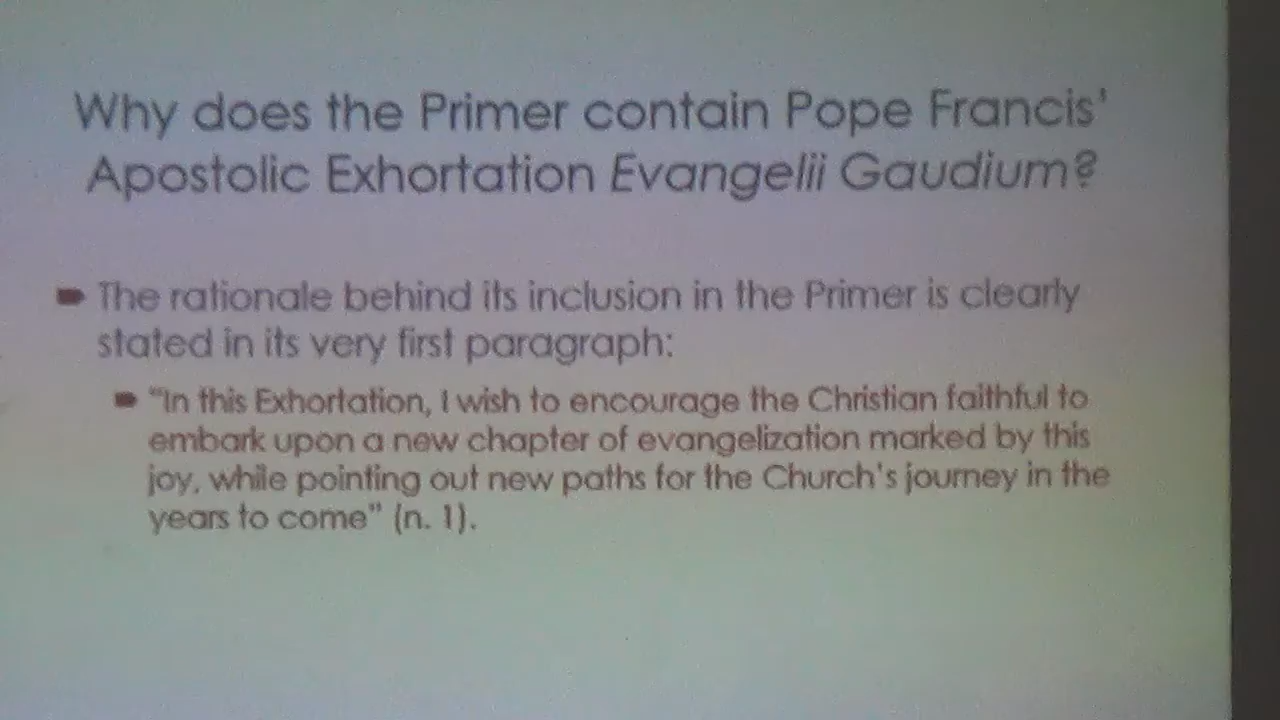 Why does the Primer contain Pope Francis'
Apostolic Exhortation Evangelii Gaudium?
The rationale behind its inclusion in the Primer is clearly
stated in its very first paragraph:
"In this Exhortation, I wish to encourage the Christian faithful to
embark upon a new chapter of evangelization marked by this
joy, while pointing out new paths for the Church's journey in the
years to come" (n. 1).